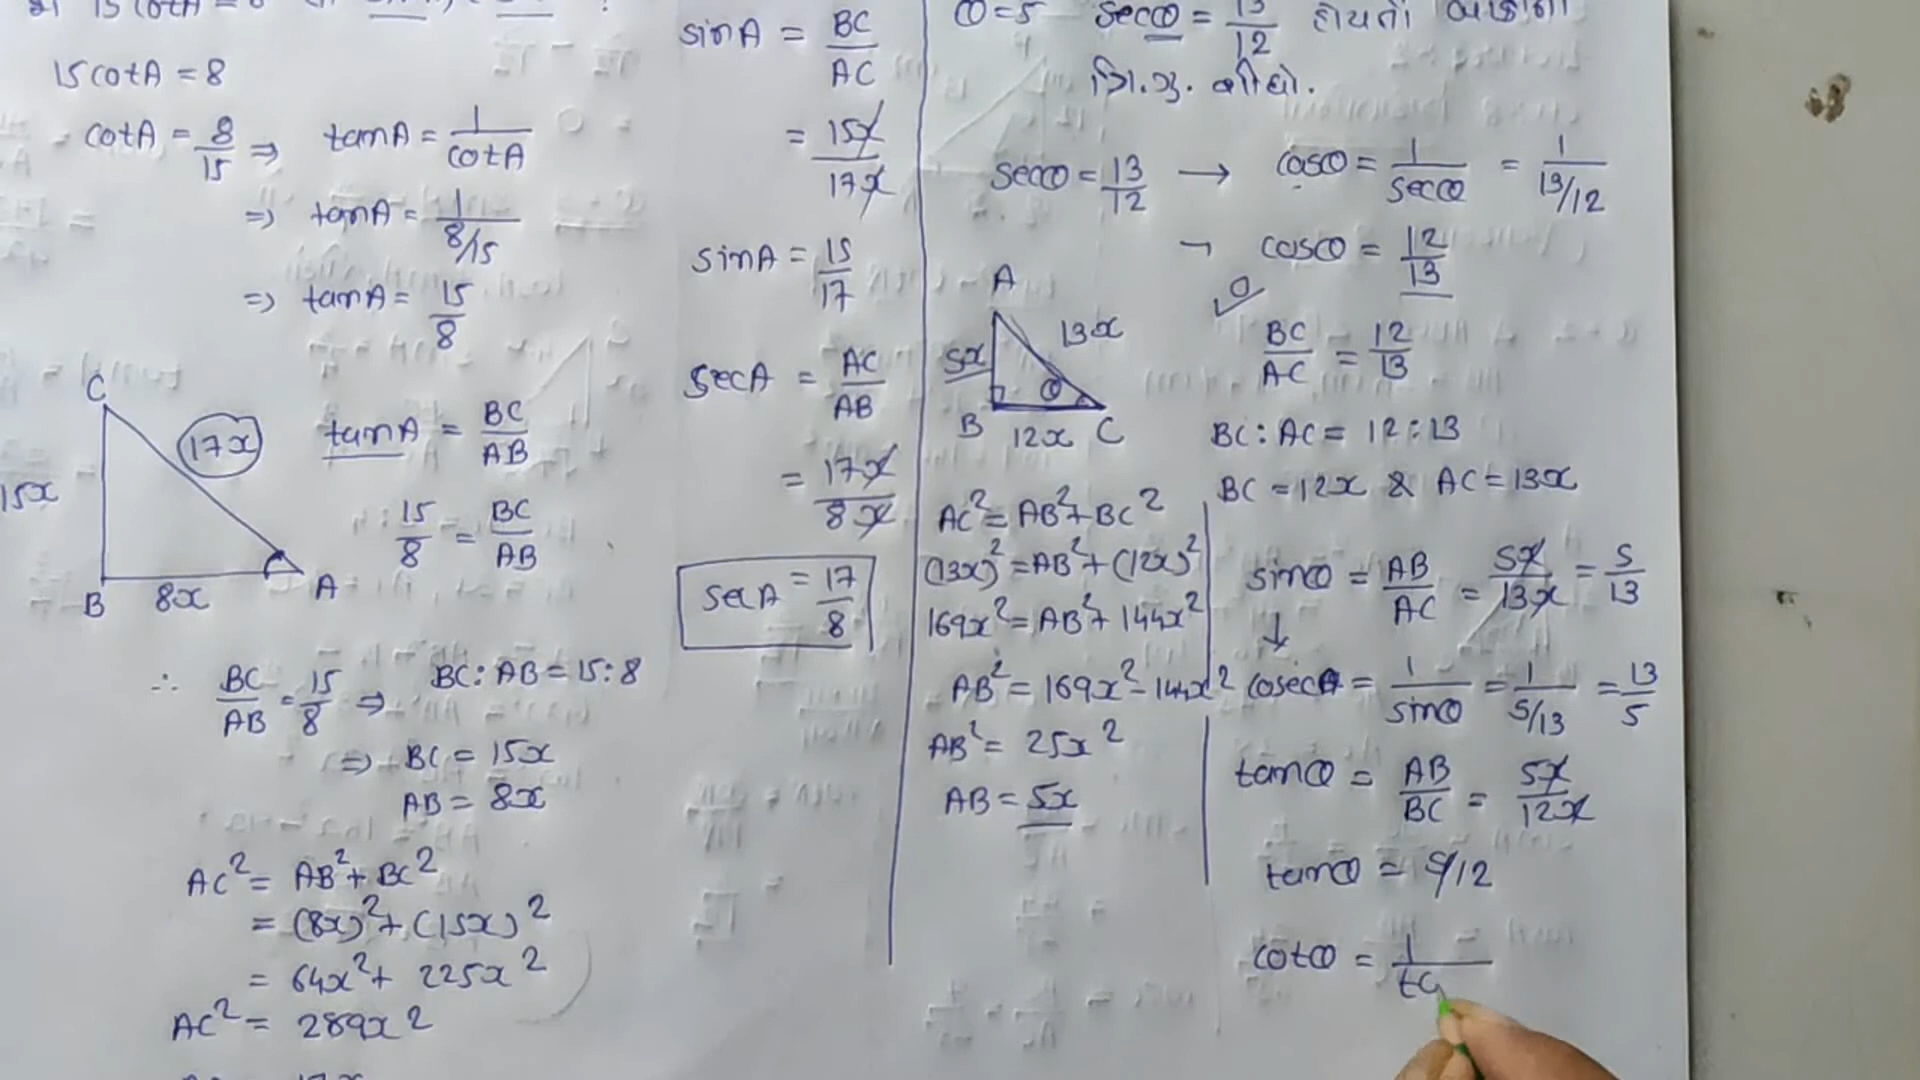 15cotA = 8
cotA = 8/15 ⇒ tanA = 1/cotA
⇒ tanA = 1/(8/15)
⇒ tanA = 15/8
C
17x
15x
B 8x A
tanA = BC/AB
15/8 = BC/AB
∴ BC/AB = 15/8 ⇒ BC : AB = 15 : 8
⇒ BC = 15x
AB = 8x
AC² = AB² + BC²
= (8x)² + (15x)²
= 64x² + 225x²
AC² = 289x²
sinA = BC/AC
= 15x/17x
sinA = 15/17
secA = AC/AB
= 17x/8x
secA = 17/8
θ = 5 secθ = 13/12 હોયતો બાકીના
ત્રિ.ગુ. શોધો.
secθ = 13/12 → cosθ = 1/secθ = 1/(13/12)
→ cosθ = 12/13
A
5x 13x
θ
B 12x C
BC/AC = 12/13
BC : AC = 12 : 13
BC = 12x & AC = 13x
AC² = AB² + BC²
(13x)² = AB² + (12x)²
169x² = AB² + 144x²
AB² = 169x² - 144x²
AB² = 25x²
AB = 5x
sinθ = AB/AC = 5x/13x = 5/13
↓
cosecθ = 1/sinθ = 1/(5/13) = 13/5
tanθ = AB/BC = 5x/12x
tanθ = 5/12
cotθ = 1/ta